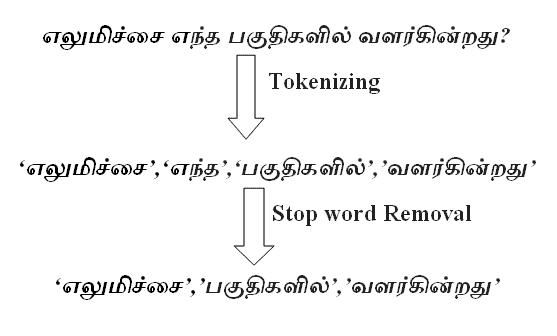 எலுமிச்சை எந்த பகுதிகளில் வளர்கின்றது?
Tokenizing
‘எலுமிச்சை’,‘எந்த’,‘பகுதிகளில்’,’வளர்கின்றது’
Stop word Removal
‘எலுமிச்சை’,’பகுதிகளில்’,’வளர்கின்றது’